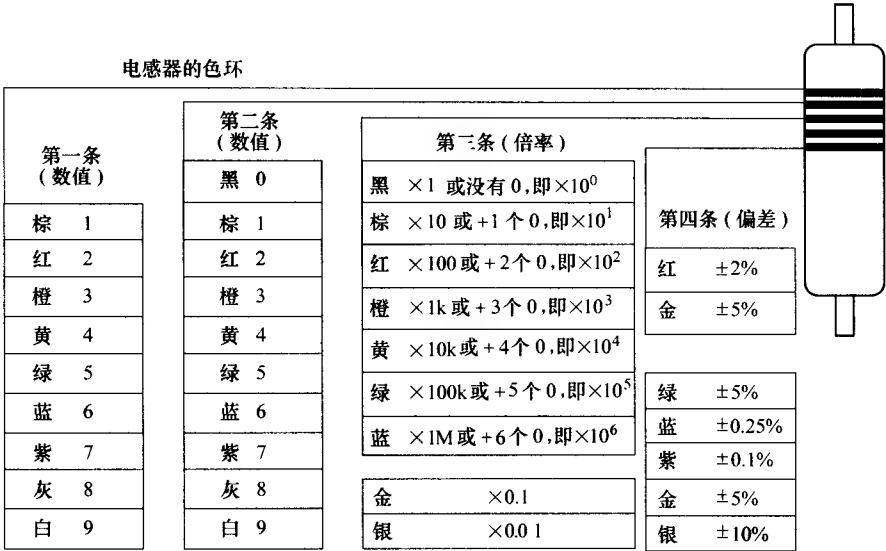 电感器的色环
第一条
(数值)
棕 1
红 2
橙 3
黄 4
绿 5
蓝 6
紫 7
灰 8
白 9
第二条
(数值)
黑 0
棕 1
红 2
橙 3
黄 4
绿 5
蓝 6
紫 7
灰 8
白 9
第三条(倍率)
黑 ×1 或没有0,即×10⁰
棕 ×10 或+1个0,即×10¹
红 ×100或+2个0,即×10²
橙 ×1k或+3个0,即×10³
黄 ×10k或+4个0,即×10⁴
绿 ×100k或+5个0,即×10⁵
蓝 ×1M或+6个0,即×10⁶
金 ×0.1
银 ×0.01
第四条(偏差)
红 ±2%
金 ±5%
绿 ±5%
蓝 ±0.25%
紫 ±0.1%
金 ±5%
银 ±10%